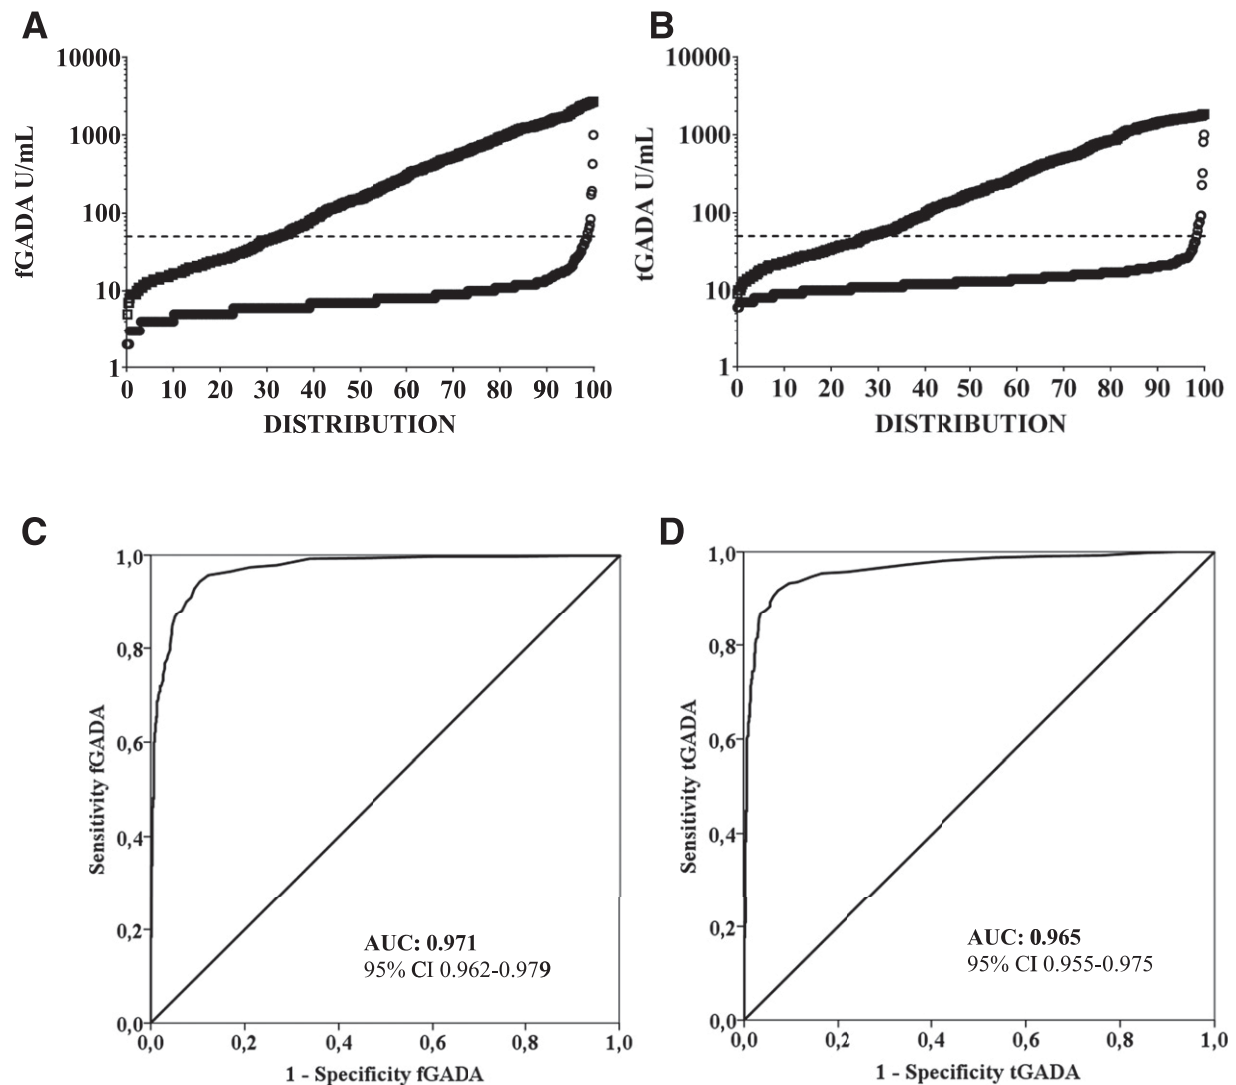 A
10000
1000
100
10
1
fGADA U/mL
0 10 20 30 40 50 60 70 80 90 100
DISTRIBUTION
B
10000
1000
100
10
1
tGADA U/mL
0 10 20 30 40 50 60 70 80 90 100
DISTRIBUTION
C
1,0
0,8
0,6
0,4
0,2
0,0
Sensitivity fGADA
AUC: 0.971
95% CI 0.962-0.979
0,0 0,2 0,4 0,6 0,8 1,0
1 - Specificity fGADA
D
1,0
0,8
0,6
0,4
0,2
0,0
Sensitivity tGADA
AUC: 0.965
95% CI 0.955-0.975
0,0 0,2 0,4 0,6 0,8 1,0
1 - Specificity tGADA